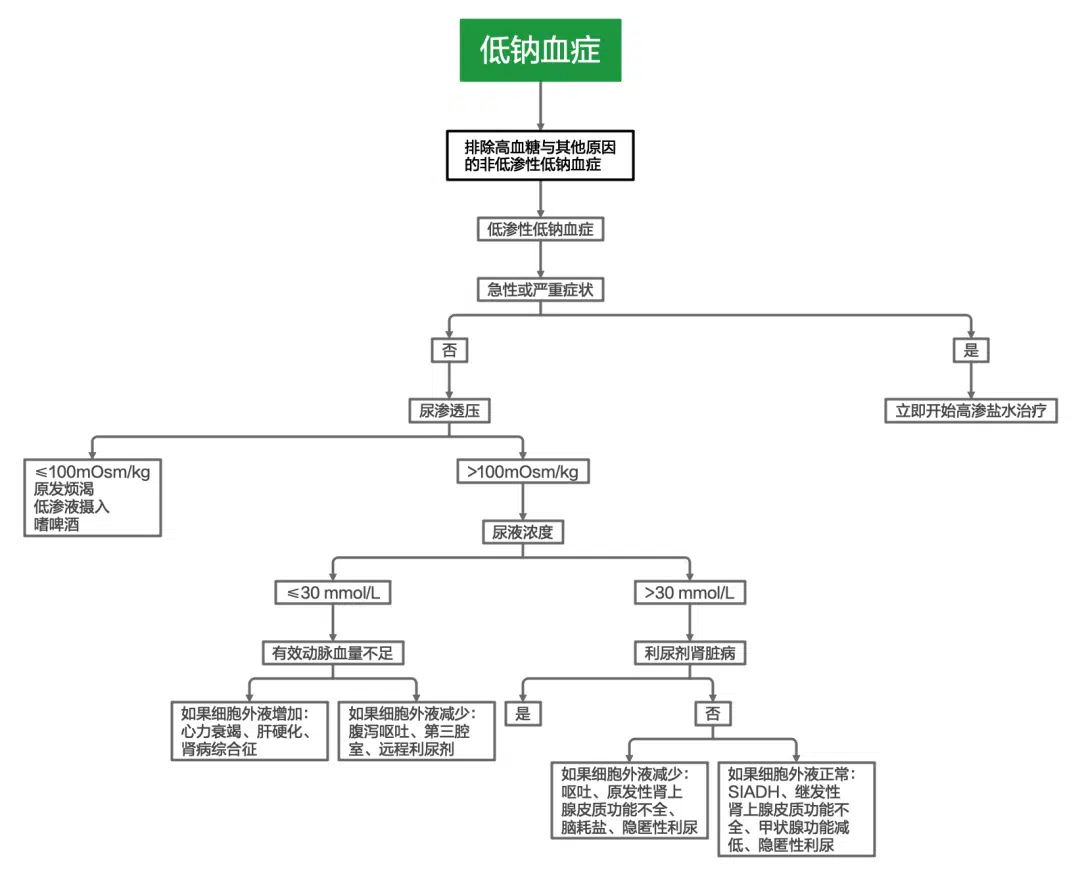 低钠血症
排除高血糖与其他原因
的非低渗性低钠血症
低渗性低钠血症
急性或严重症状
否
是
尿渗透压
立即开始高渗盐水治疗
≤100mOsm/kg
原发烦渴
低渗液摄入
嗜啤酒
>100mOsm/kg
尿液浓度
≤30 mmol/L
>30 mmol/L
有效动脉血量不足
利尿剂肾脏病
如果细胞外液增加:
心力衰竭、肝硬化、
肾病综合征
如果细胞外液减少:
腹泻呕吐、第三腔
室、远程利尿剂
是
否
如果细胞外液减少:
呕吐、原发性肾上
腺皮质功能不全、
脑耗盐、隐匿性利尿
如果细胞外液正常:
SIADH、继发性
肾上腺皮质功能不
全、甲状腺功能减
低、隐匿性利尿